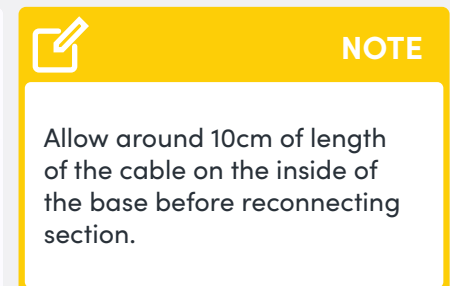 NOTE
Allow around 10cm of length
of the cable on the inside of
the base before reconnecting
section.